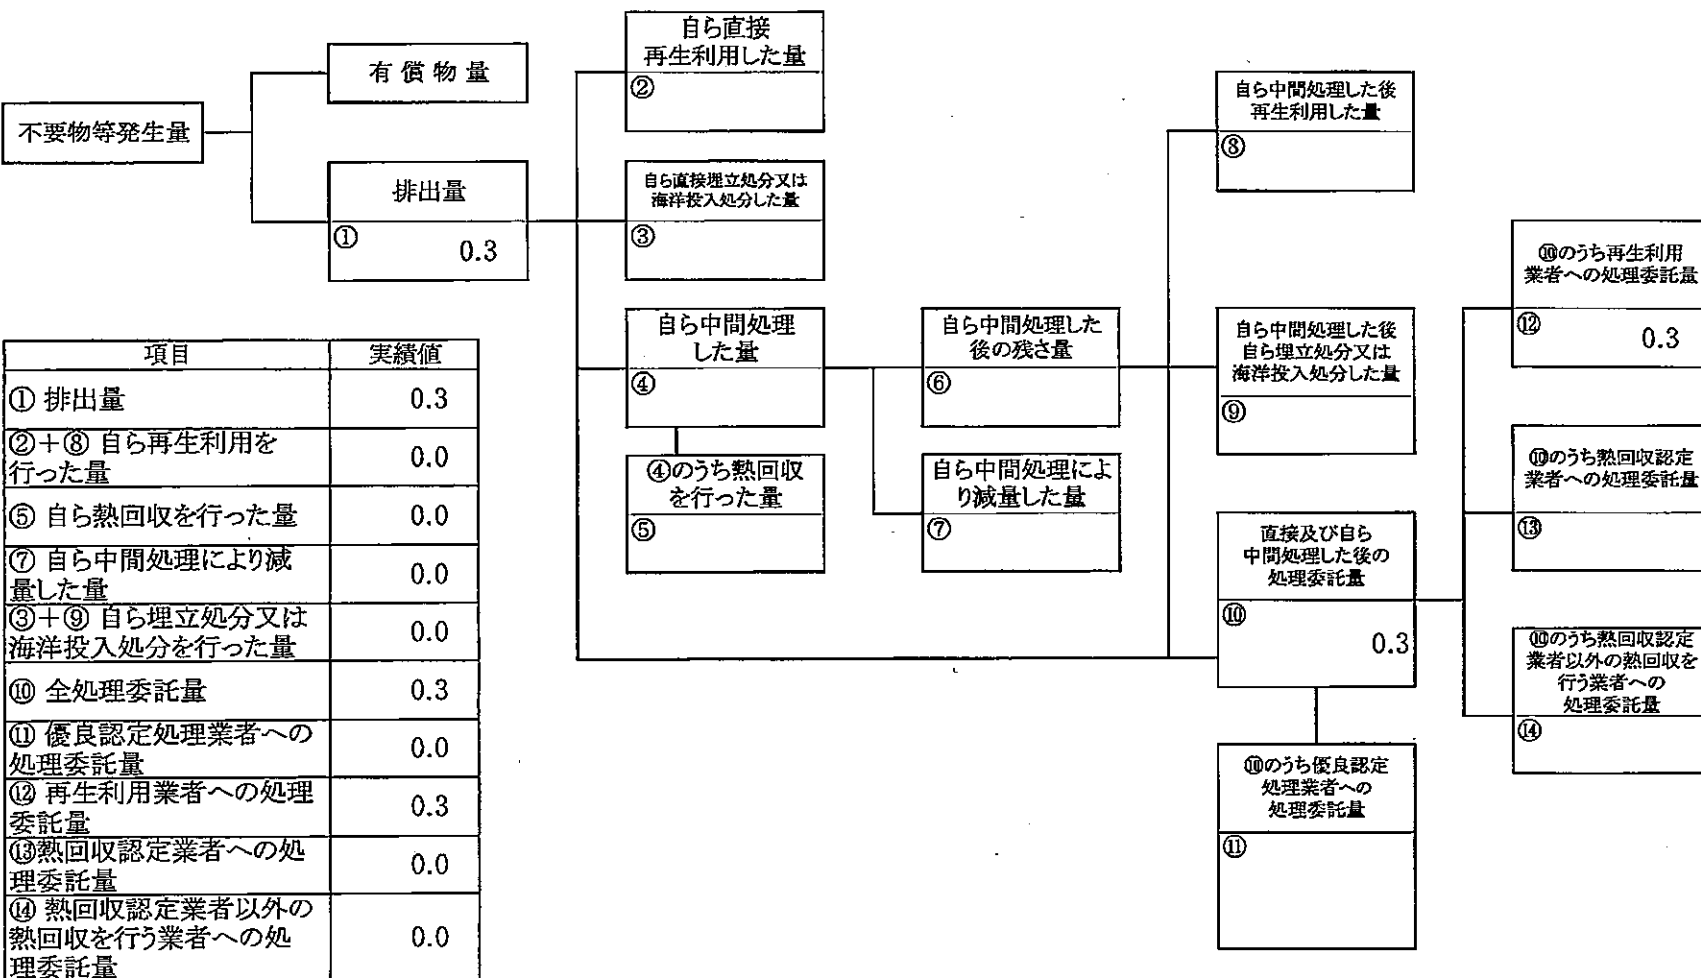 不要物等発生量
有償物量
排出量
①
0.3
自ら直接
再生利用した量
②
自ら直接埋立処分又は
海洋投入処分した量
③
自ら中間処理
した量
④
④のうち熱回収
を行った量
⑤
自ら中間処理した
後の残さ量
⑥
自ら中間処理によ
り減量した量
⑦
自ら中間処理した後
再生利用した量
⑧
自ら中間処理した後
自ら埋立処分又は
海洋投入処分した量
⑨
直接及び自ら
中間処理した後の
処理委託量
⑩
0.3
⑩のうち優良認定
処理業者への
処理委託量
⑪
⑩のうち再生利用
業者への処理委託量
⑫
0.3
⑩のうち熱回収認定
業者への処理委託量
⑬
⑩のうち熱回収認定
業者以外の熱回収を
行う業者への
処理委託量
⑭
項目 実績値
① 排出量 0.3
②+⑧ 自ら再生利用を
行った量 0.0
⑤ 自ら熱回収を行った量 0.0
⑦ 自ら中間処理により減
量した量 0.0
③+⑨ 自ら埋立処分又は
海洋投入処分を行った量 0.0
⑩ 全処理委託量 0.3
⑪ 優良認定処理業者への
処理委託量 0.0
⑫ 再生利用業者への処理
委託量 0.3
⑬熱回収認定業者への処
理委託量 0.0
⑭ 熱回収認定業者以外の
熱回収を行う業者への処
理委託量 0.0